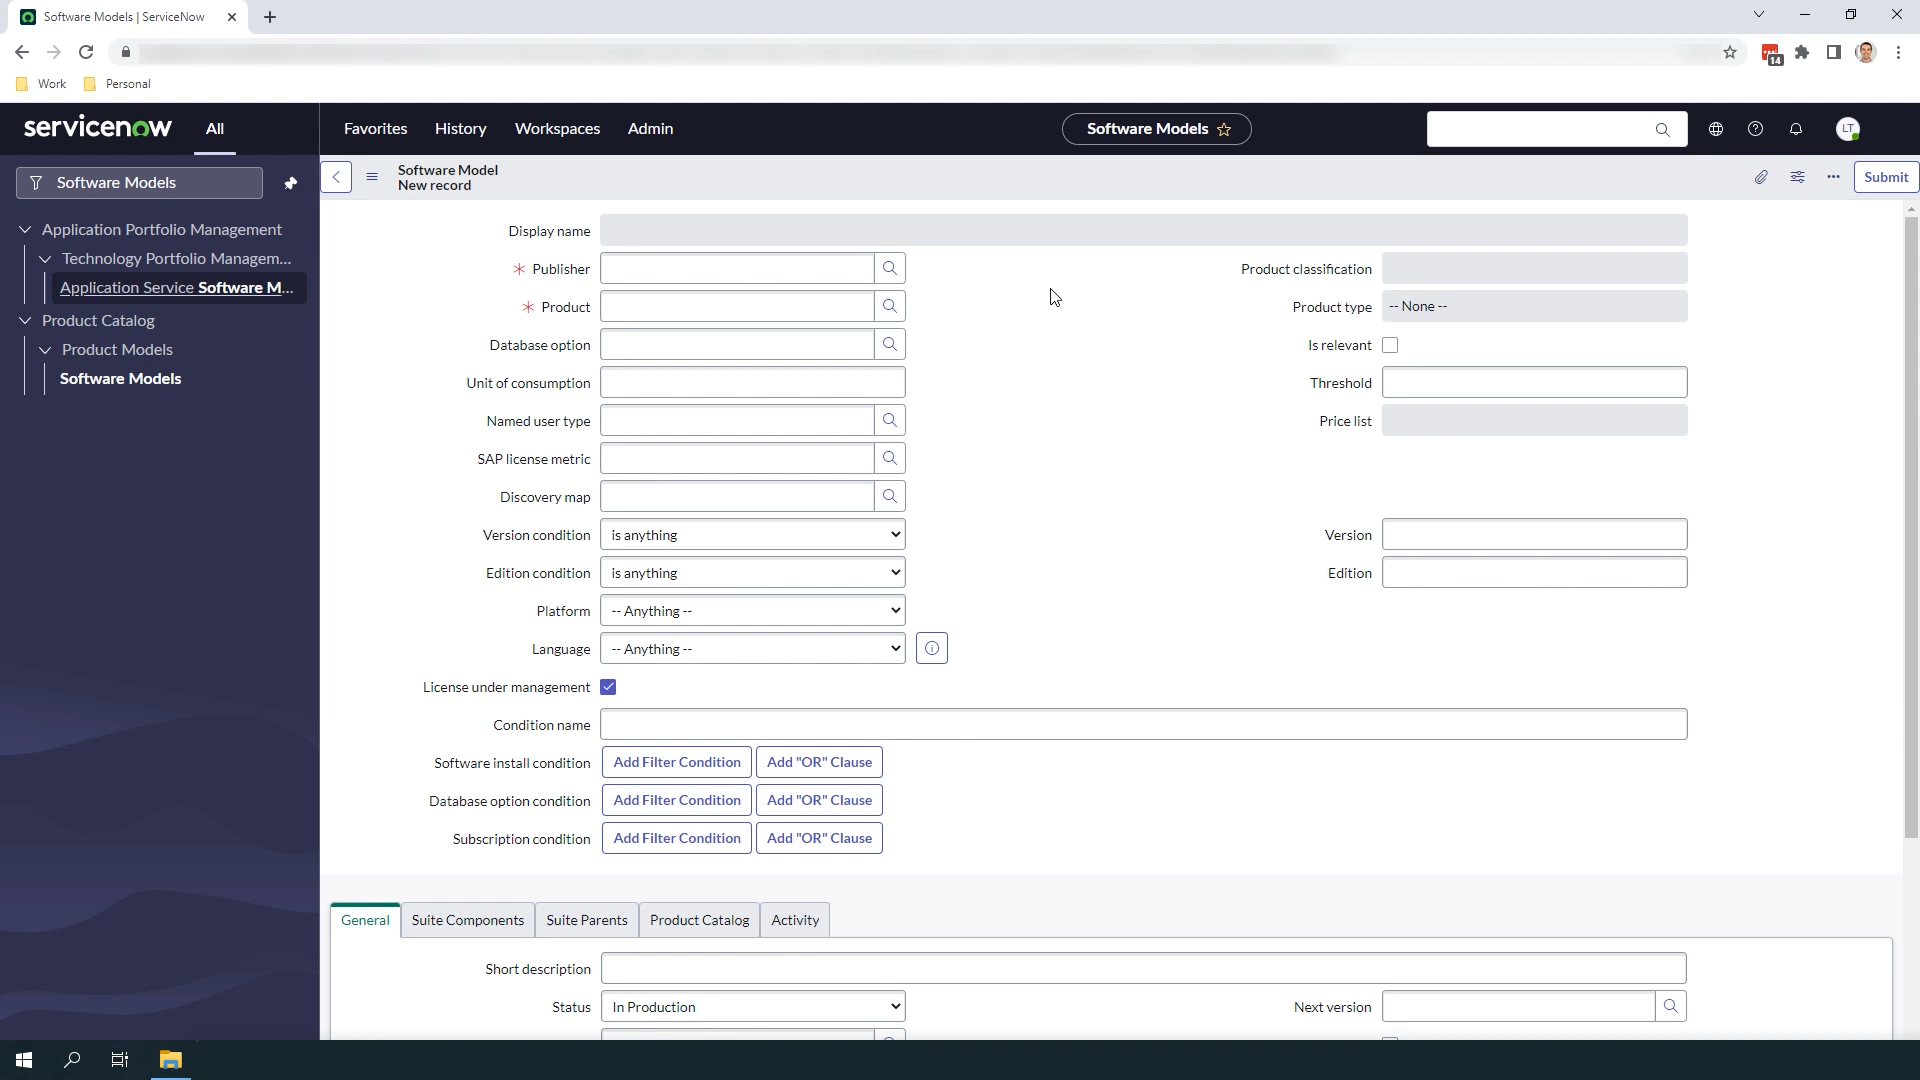 Software Models | ServiceNow
14
Work
Personal
servicenow
All
Favorites
History
Workspaces
Admin
Software Models
LT
Software Models
Software Model
New record
Submit
Application Portfolio Management
Technology Portfolio Managem...
Application Service Software M...
Product Catalog
Product Models
Software Models
Display name
Publisher
Product classification
Product
Product type
-- None --
Database option
Is relevant
Unit of consumption
Threshold
Named user type
Price list
SAP license metric
Discovery map
Version condition
is anything
Version
Edition condition
is anything
Edition
Platform
-- Anything --
Language
-- Anything --
License under management
Condition name
Software install condition
Add Filter Condition
Add "OR" Clause
Database option condition
Add Filter Condition
Add "OR" Clause
Subscription condition
Add Filter Condition
Add "OR" Clause
General
Suite Components
Suite Parents
Product Catalog
Activity
Short description
Status
In Production
Next version